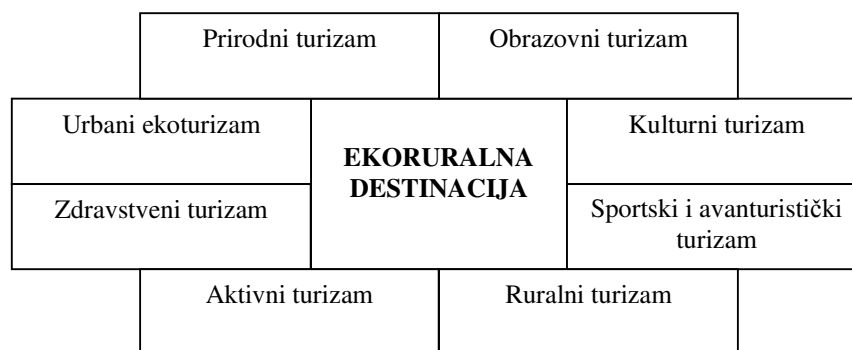 Prirodni turizam
Obrazovni turizam
Urbani ekoturizam
EKORURALNA
DESTINACIJA
Kulturni turizam
Zdravstveni turizam
Sportski i avanturistički
turizam
Aktivni turizam
Ruralni turizam